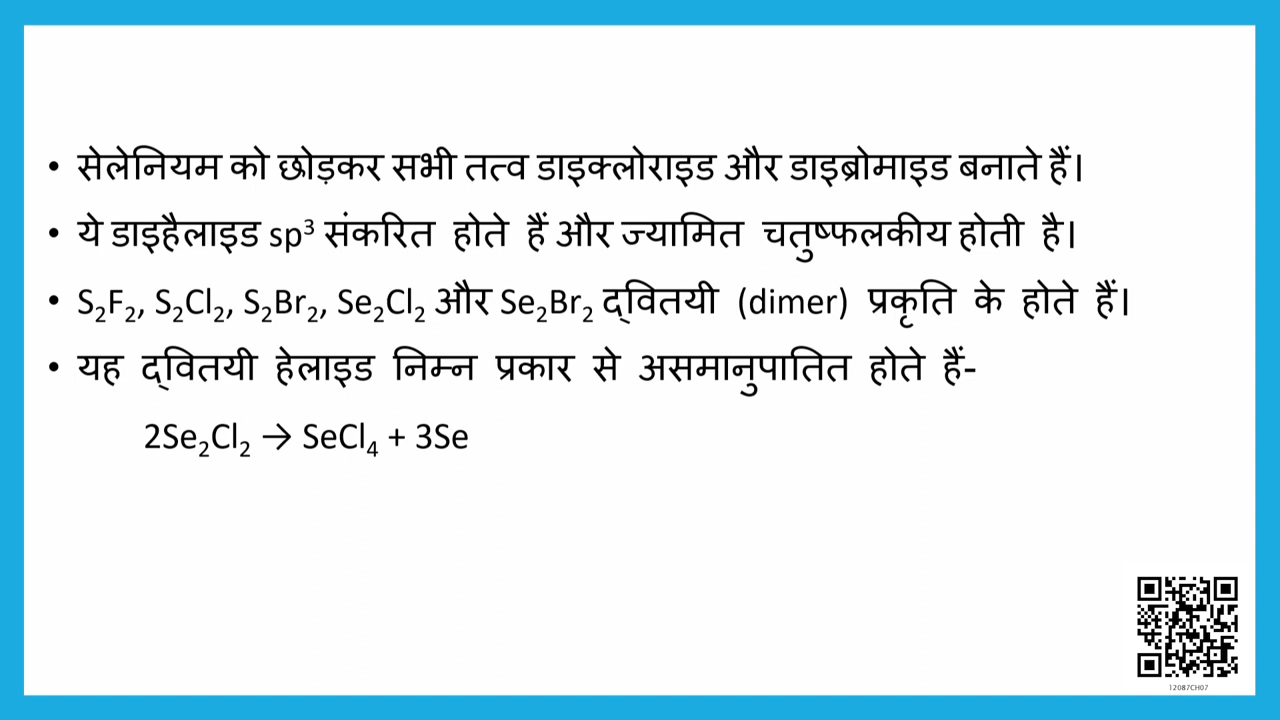 • सेलेनियम को छोड़कर सभी तत्व डाइक्लोराइड और डाइब्रोमाइड बनाते हैं।
• ये डाइहैलाइड sp³ संकरित होते हैं और ज्यामित चतुष्फलकीय होती है।
• S₂F₂, S₂Cl₂, S₂Br₂, Se₂Cl₂ और Se₂Br₂ द्वितयी (dimer) प्रकृति के होते हैं।
• यह द्वितयी हेलाइड निम्न प्रकार से असमानुपातित होते हैं-
2Se₂Cl₂ → SeCl₄ + 3Se
12087CH07